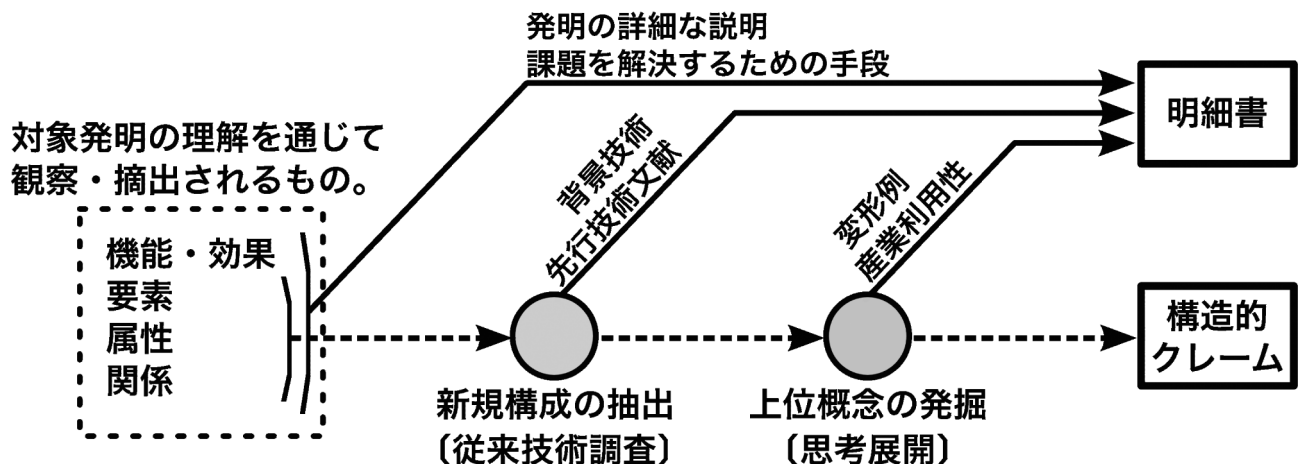 発明の詳細な説明
課題を解決するための手段
明細書
対象発明の理解を通じて
観察・摘出されるもの。
背景技術
先行技術文献
変形例
産業利用性
機能・効果
要素
属性
関係
構造的
クレーム
新規構成の抽出
〔従来技術調査〕
上位概念の発掘
〔思考展開〕